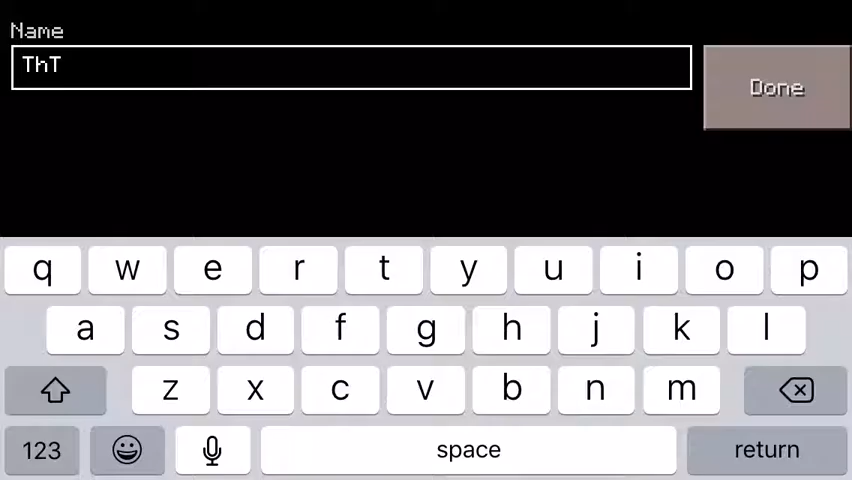 Name
ThT
Done
q w e r t y u i o p
a s d f g h j k l
z x c v b n m
123 space return